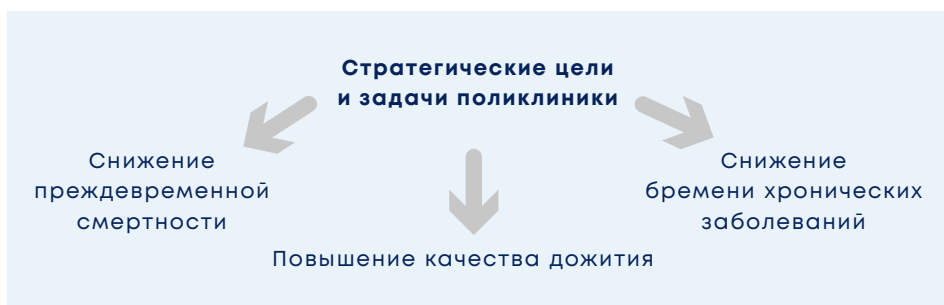 Стратегические цели
и задачи поликлиники
Снижение
преждевременной
смертности
Повышение качества дожития
Снижение
бремени хронических
заболеваний